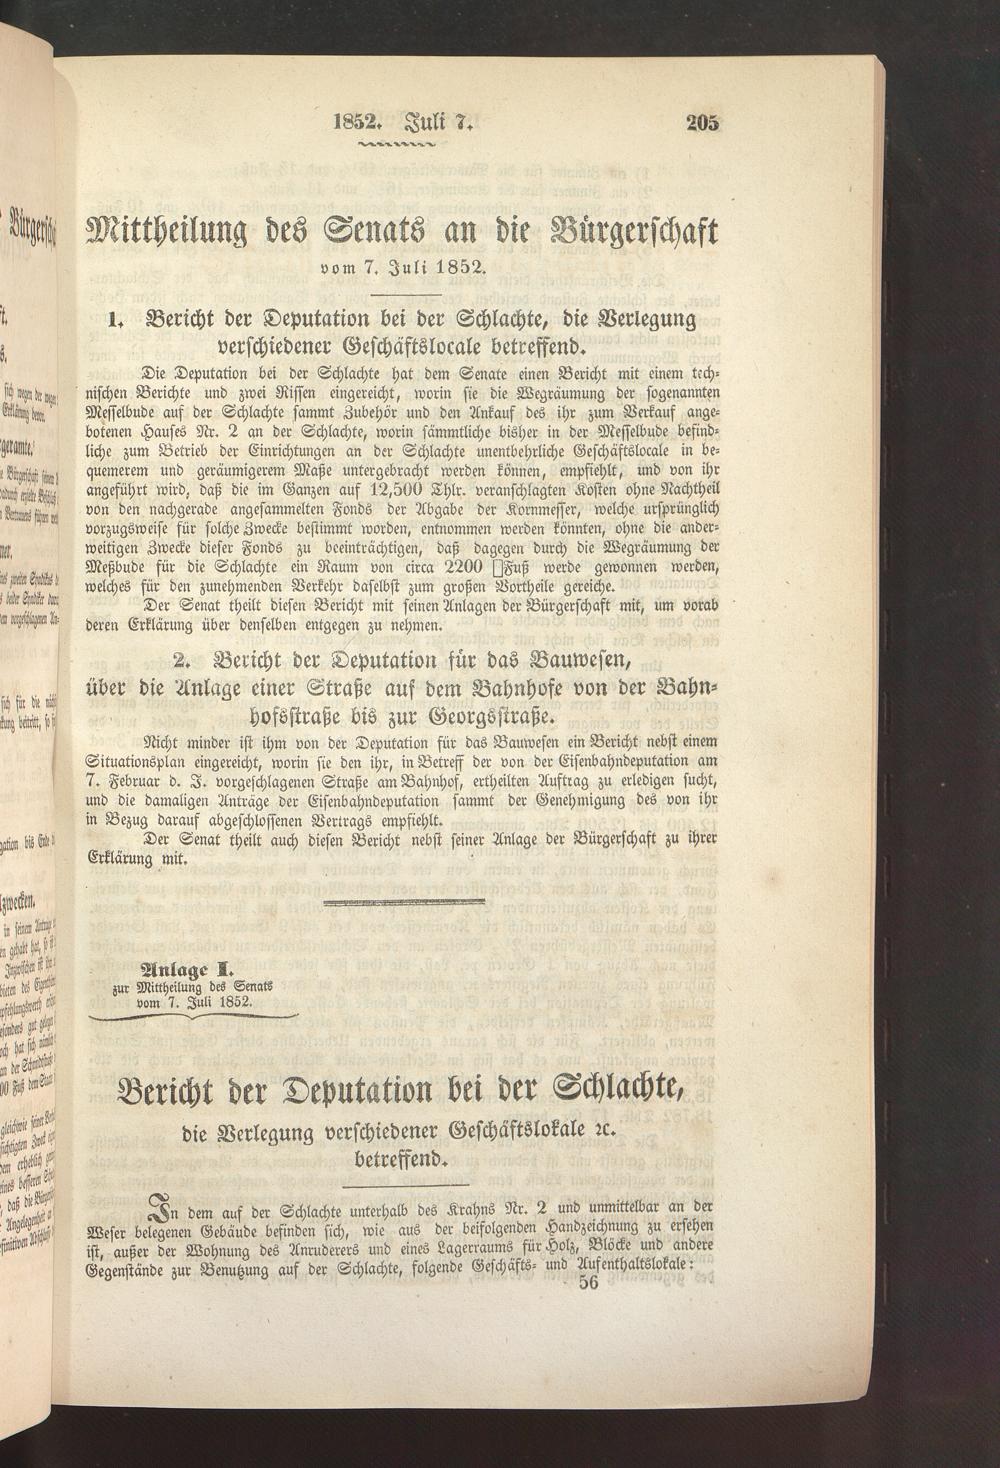 1852. Juli 7.
205
Mittheilung des Senats an die Bürgerschaft
vom 7. Juli 1852.
1. Bericht der Deputation bei der Schlachte, die Verlegung
verschiedener Geschäftslocale betreffend.
Die Deputation bei der Schlachte hat dem Senate einen Bericht mit einem tech-
nischen Berichte und zwei Rissen eingereicht, worin sie die Wegräumung der sogenannten
Messelbude auf der Schlachte sammt Zubehör und den Ankauf des ihr zum Verkauf ange-
botenen Hauses Nr. 2 an der Schlachte, worin sämmtliche bisher in der Messelbude befind-
liche zum Betrieb der Einrichtungen an der Schlachte unentbehrliche Geschäftslocale in be-
quemerem und geräumigerem Maße untergebracht werden können, empfiehlt, und von ihr
angeführt wird, daß die im Ganzen auf 12,500 Thlr. veranschlagten Kosten ohne Nachtheil
von den nachgerade angesammelten Fonds der Abgabe der Kornmesser, welche ursprünglich
vorzugsweise für solche Zwecke bestimmt worden, entnommen werden könnten, ohne die ander-
weitigen Zwecke dieser Fonds zu beeinträchtigen, daß dagegen durch die Wegräumung der
Meßbude für die Schlachte ein Raum von circa 2200 □Fuß werde gewonnen werden,
welches für den zunehmenden Verkehr daselbst zum großen Vortheile gereiche.
Der Senat theilt diesen Bericht mit seinen Anlagen der Bürgerschaft mit, um vorab
deren Erklärung über denselben entgegen zu nehmen.
2. Bericht der Deputation für das Bauwesen,
über die Anlage einer Straße auf dem Bahnhofe von der Bahn-
hofsstraße bis zur Georgsstraße.
Nicht minder ist ihm von der Deputation für das Bauwesen ein Bericht nebst einem
Situationsplan eingereicht, worin sie den ihr, in Betreff der von der Eisenbahndeputation am
7. Februar d. J. vorgeschlagenen Straße am Bahnhof, ertheilten Auftrag zu erledigen sucht,
und die damaligen Anträge der Eisenbahndeputation sammt der Genehmigung des von ihr
in Bezug darauf abgeschlossenen Vertrags empfiehlt.
Der Senat theilt auch diesen Bericht nebst seiner Anlage der Bürgerschaft zu ihrer
Erklärung mit.
Anlage I.
zur Mittheilung des Senats
vom 7. Juli 1852.
Bericht der Deputation bei der Schlachte,
die Verlegung verschiedener Geschäftslokale ꝛc.
betreffend.
In dem auf der Schlachte unterhalb des Krahns Nr. 2 und unmittelbar an der
Weser belegenen Gebäude befinden sich, wie aus der beifolgenden Handzeichnung zu ersehen
ist, außer der Wohnung des Anruderers und eines Lagerraums für Holz, Blöcke und andere
Gegenstände zur Benutzung auf der Schlachte, folgende Geschäfts- und Aufenthaltslokale:
56